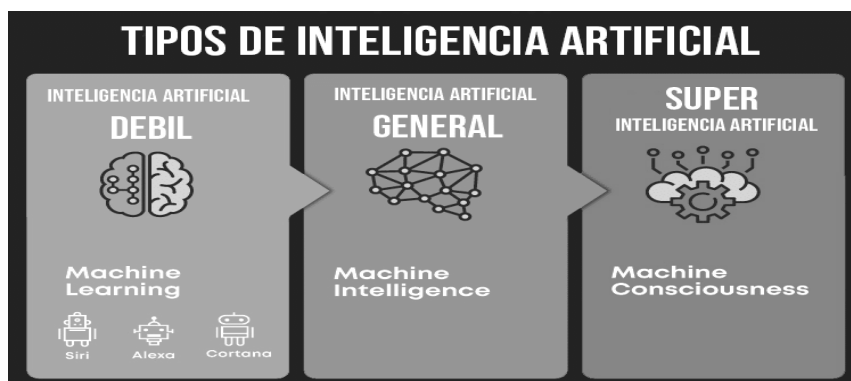 TIPOS DE INTELIGENCIA ARTIFICIAL
INTELIGENCIA ARTIFICIAL
DEBIL
Machine
Learning
Siri
Alexa
Cortana
INTELIGENCIA ARTIFICIAL
GENERAL
Machine
Intelligence
SUPER
INTELIGENCIA ARTIFICIAL
Machine
Consciousness